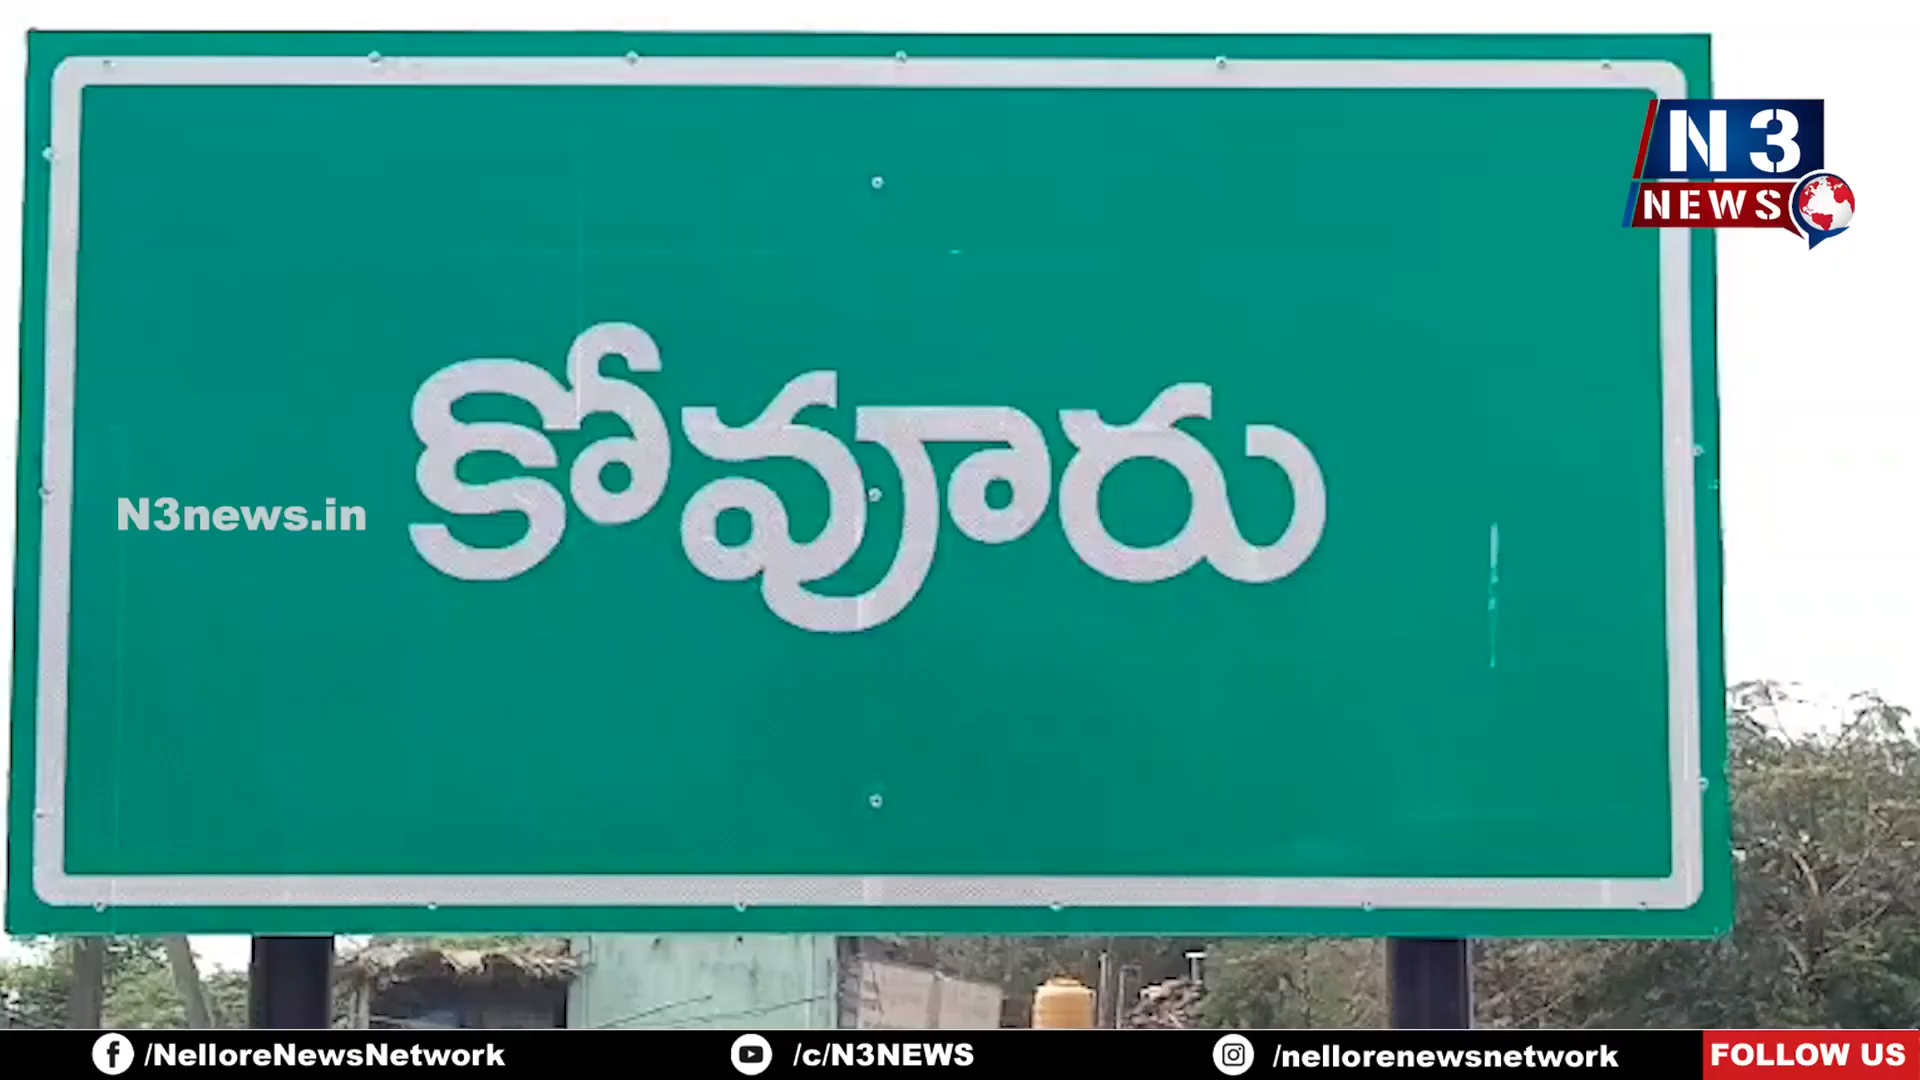 N3
NEWS
కోవూరు
N3news.in
/NelloreNewsNetwork
/c/N3NEWS
/nellorenewsnetwork
FOLLOW US